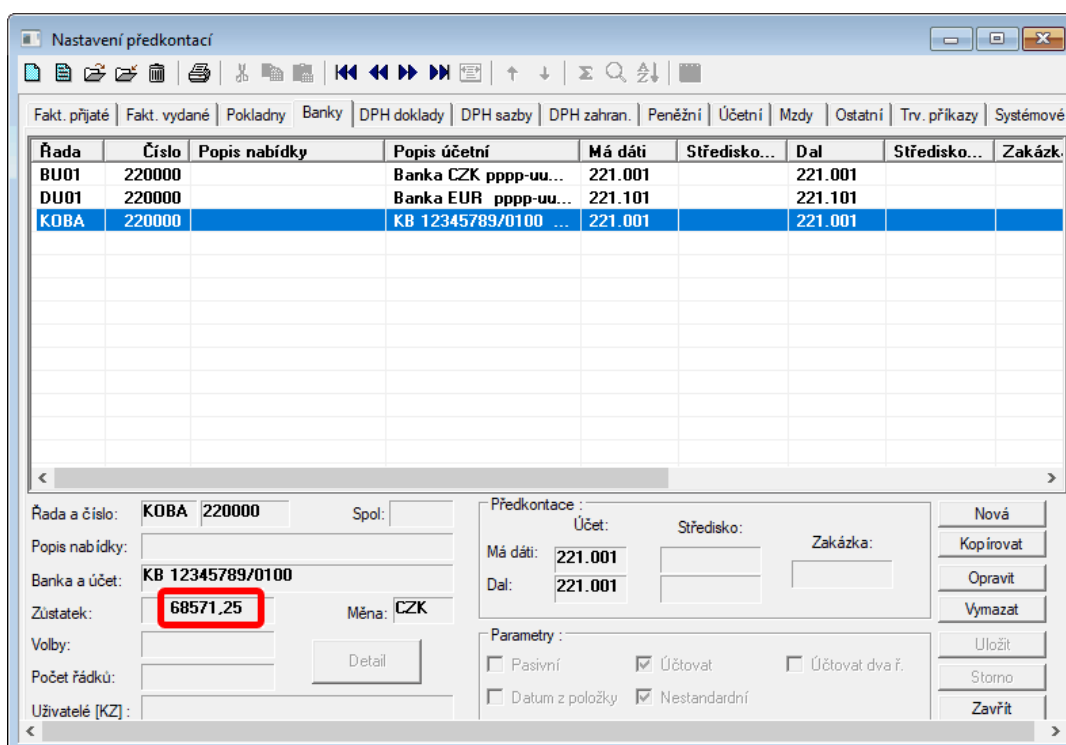 Nastavení předkontací
Fakt. přijaté Fakt. vydané Pokladny Banky DPH doklady DPH sazby DPH zahran. Peněžní Účetní Mzdy Ostatní Trv. příkazy Systémové
Řada Číslo Popis nabídky Popis účetní Má dáti Středisko... Dal Středisko... Zakázk
BU01 220000 Banka CZK pppp-uu... 221.001 221.001
DU01 220000 Banka EUR pppp-uu... 221.101 221.101
KOBA 220000 KB 12345789/0100 ... 221.001 221.001
Řada a číslo: KOBA 220000 Spol:
Popis nabídky:
Banka a účet: KB 12345789/0100
Zůstatek: 68571,25 Měna: CZK
Volby:
Detail
Počet řádků:
Uživatelé [KZ] :
Předkontace :
Účet: Středisko: Zakázka:
Má dáti: 221.001
Dal: 221.001
Parametry :
Pasivní Účtovat Účtovat dva ř.
Datum z položky Nestandardní
Nová
Kopírovat
Opravit
Vymazat
Uložit
Storno
Zavřít